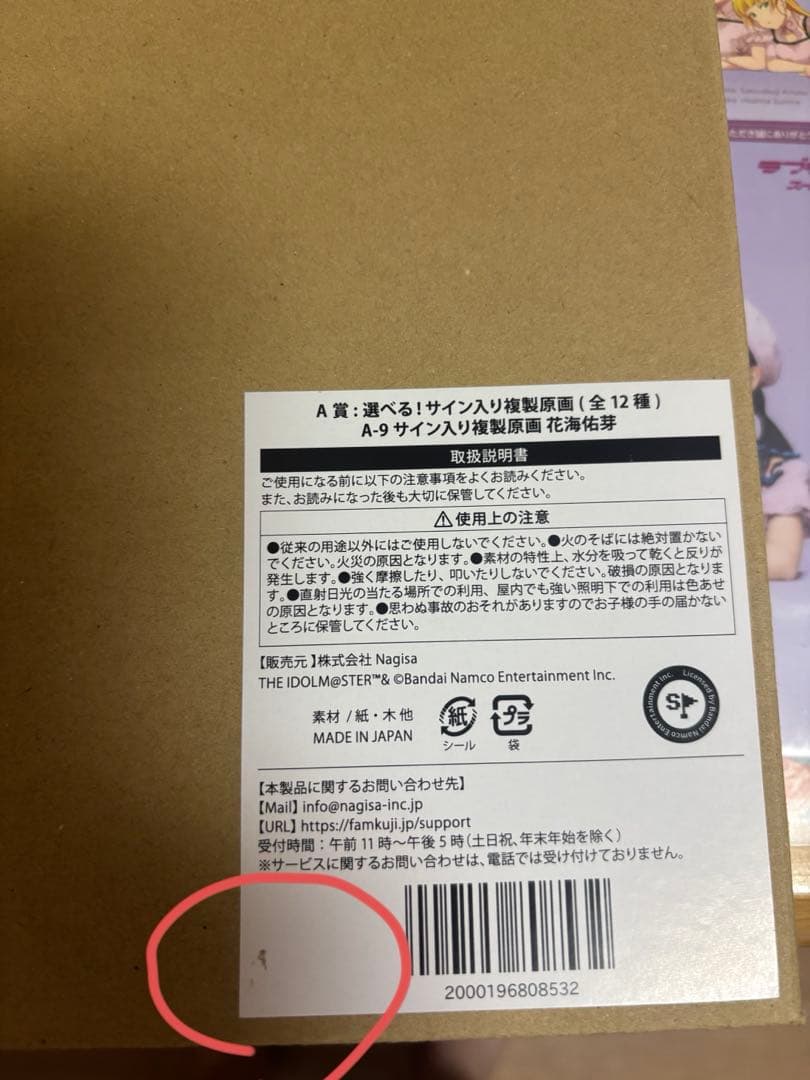 A賞：選べる！サイン入り複製原画(全12種)
A-9 サイン入り複製原画 花海佑芽
取扱説明書
ご使用になる前に以下の注意事項をよくお読みください。
また、お読みになった後も大切に保管してください。
⚠使用上の注意
●従来の用途以外にはご使用しないでください。●火のそばには絶対置かない
でください。火災の原因となります。●素材の特性上、水分を吸って乾くと反りが
発生します。●強く摩擦したり、叩いたりしないでください。破損の原因となりま
す。●直射日光の当たる場所での利用、屋内でも強い照明下での利用は色あせ
の原因となります。●思わぬ事故のおそれがありますのでお子様の手の届かない
ところに保管してください。
【販売元】株式会社 Nagisa
THE IDOLM@STER™& ©Bandai Namco Entertainment Inc.
素材 / 紙・木 他
MADE IN JAPAN
紙
シール
プラ
袋
Licensed by Bandai Namco Entertainment Inc.
【本製品に関するお問い合わせ先】
【Mail】info@nagisa-inc.jp
【URL】https://famkuji.jp/support
受付時間：午前11時～午後5時(土日祝、年末年始を除く)
※サービスに関するお問い合わせは、電話では受け付けておりません。
2000196808532